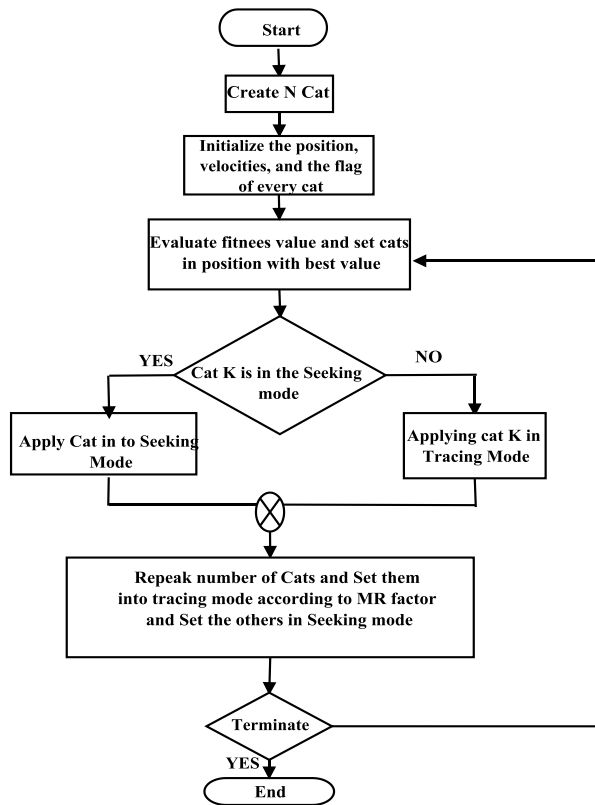 Start
Create N Cat
Initialize the position,
velocities, and the flag
of every cat
Evaluate fitnees value and set cats
in position with best value
YES
NO
Cat K is in the Seeking
mode
Apply Cat in to Seeking
Mode
Applying cat K in
Tracing Mode
Repeak number of Cats and Set them
into tracing mode according to MR factor
and Set the others in Seeking mode
Terminate
YES
End